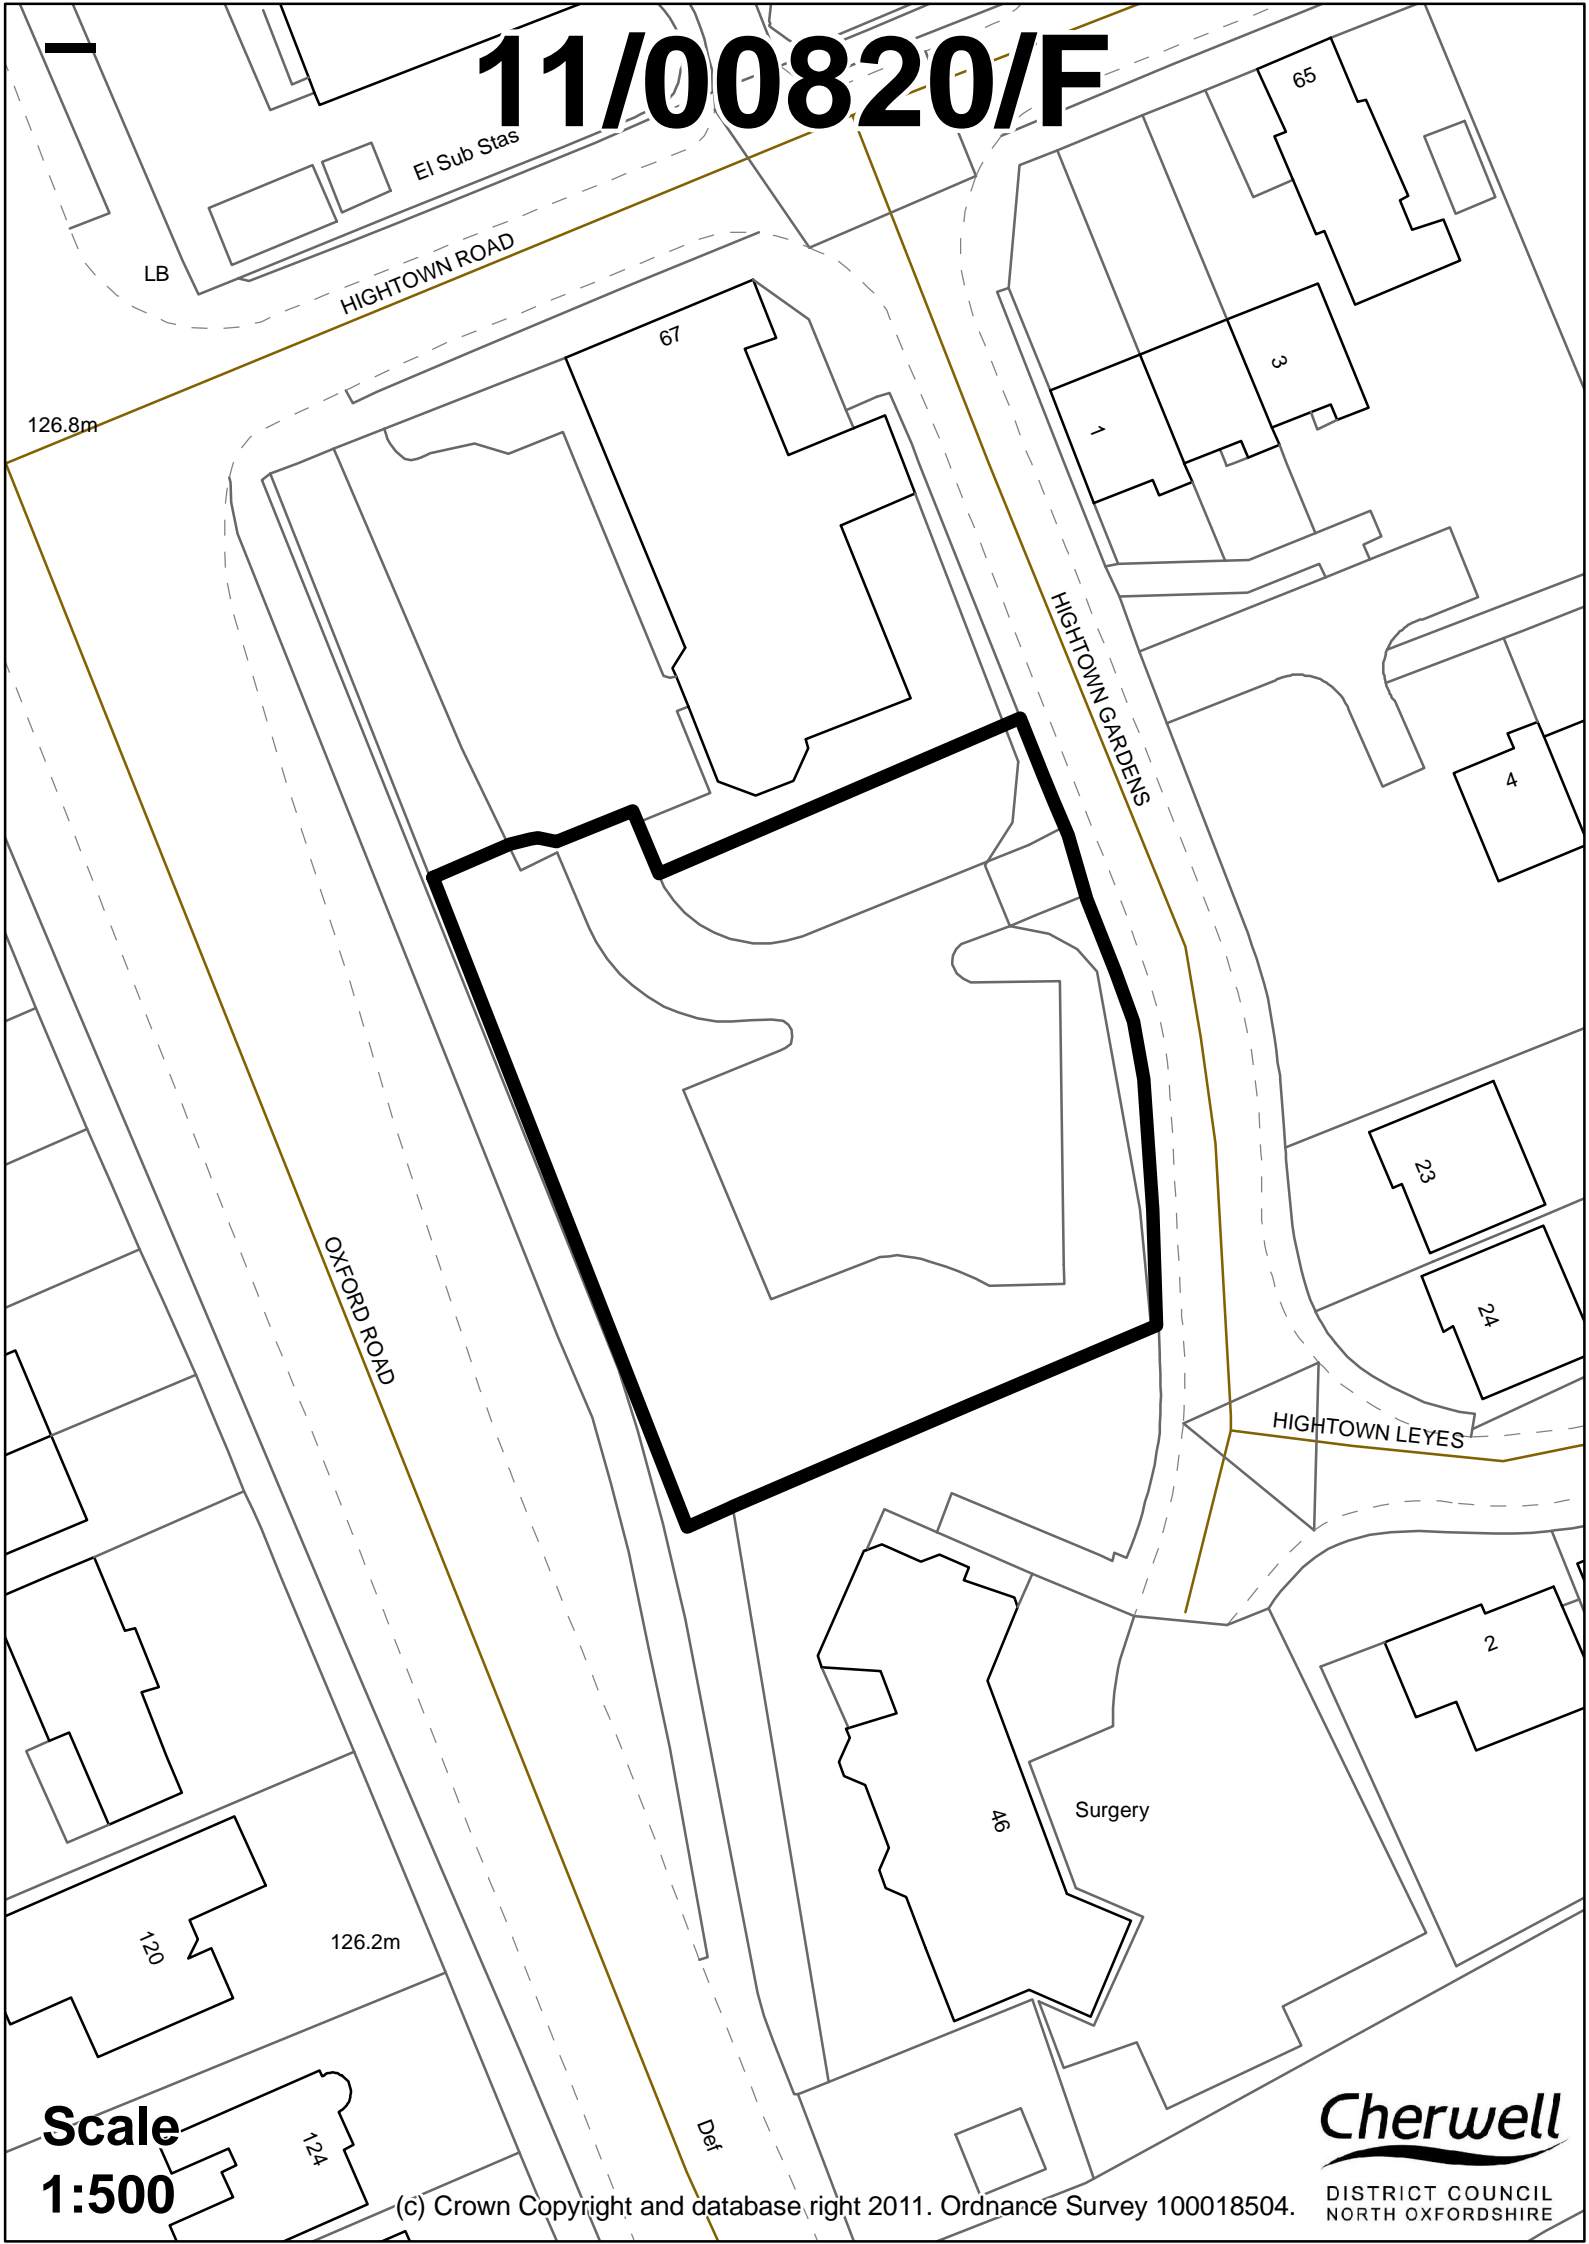 11/00820/F
65
El Sub Stas
HIGHTOWN ROAD
LB
67
3
1
126.8m
HIGHTOWN GARDENS
4
23
24
OXFORD ROAD
HIGHTOWN LEYES
2
46
Surgery
120
126.2m
124
Def
Scale
1:500
(c) Crown Copyright and database right 2011. Ordnance Survey 100018504.
Cherwell
DISTRICT COUNCIL
NORTH OXFORDSHIRE